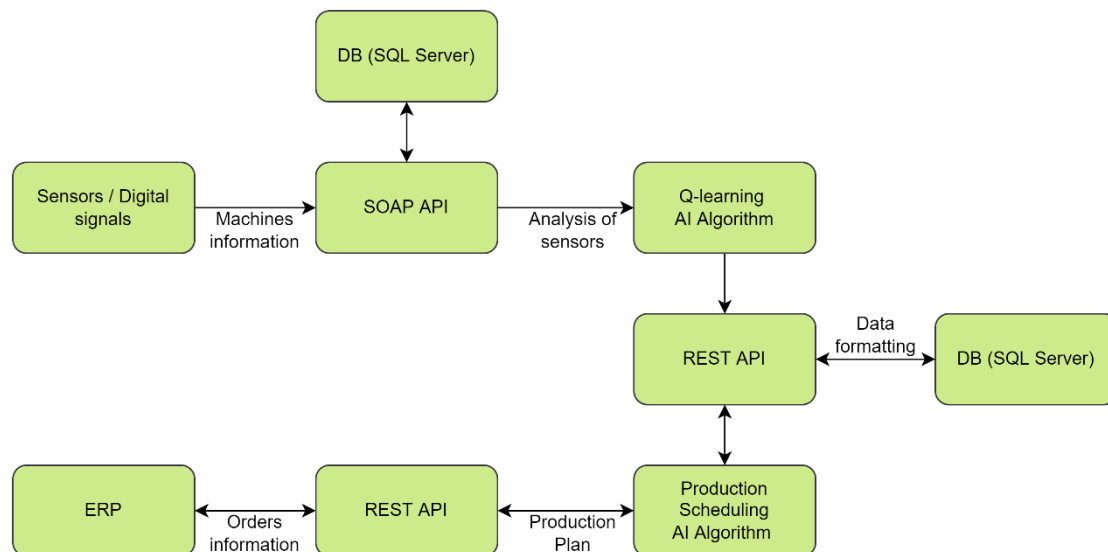 DB (SQL Server)
Sensors / Digital
signals
Machines
information
SOAP API
Analysis of
sensors
Q-learning
AI Algorithm
REST API
Data
formatting
DB (SQL Server)
ERP
Orders
information
REST API
Production
Plan
Production
Scheduling
AI Algorithm